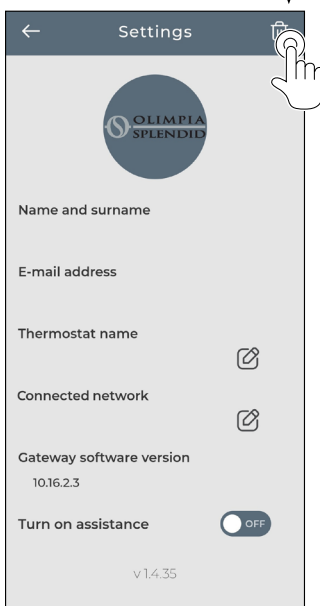 Settings
OLIMPIA
SPLENDID
Name and surname
E-mail address
Thermostat name
Connected network
Gateway software version
10.16.2.3
Turn on assistance
OFF
v 1.4.35